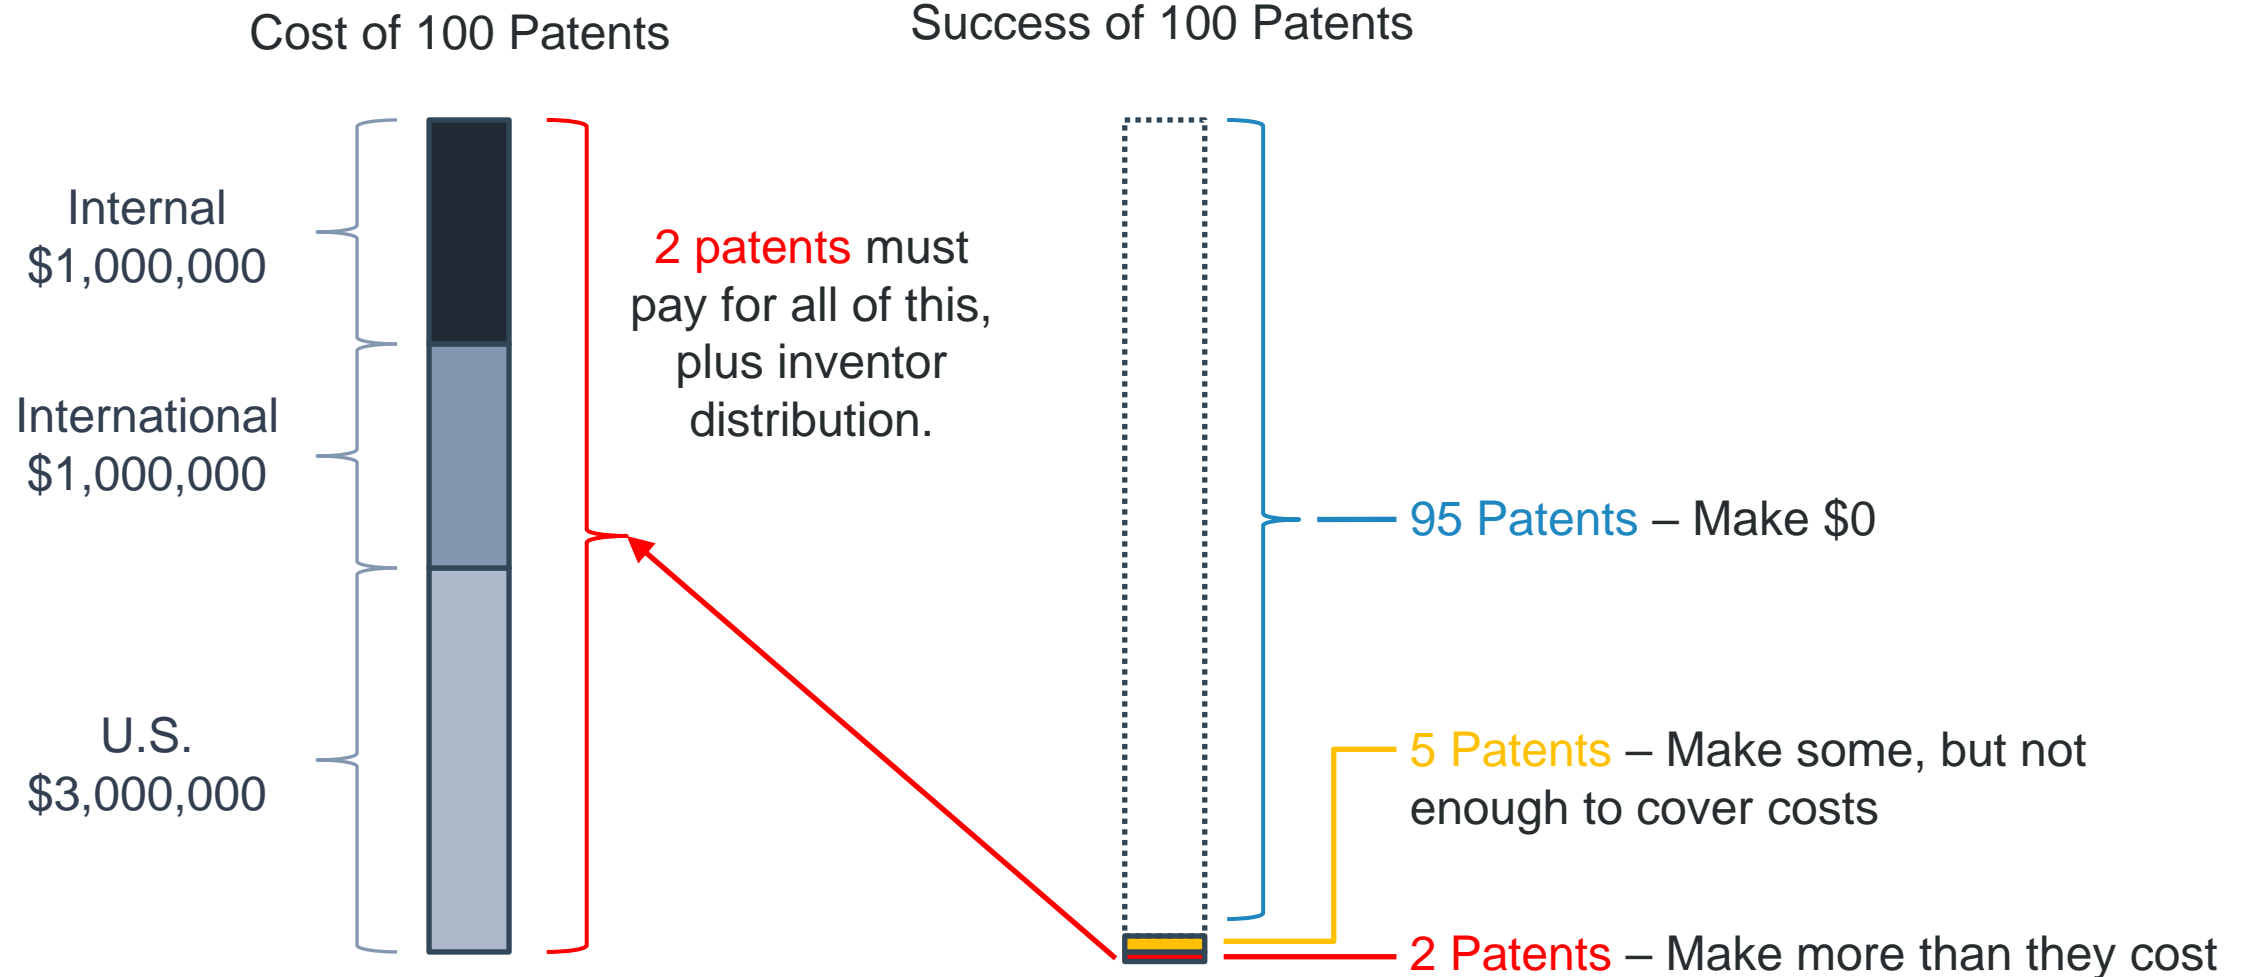 Cost of 100 Patents
Success of 100 Patents
Internal
$1,000,000
International
$1,000,000
U.S.
$3,000,000
2 patents must
pay for all of this,
plus inventor
distribution.
95 Patents – Make $0
5 Patents – Make some, but not
enough to cover costs
2 Patents – Make more than they cost